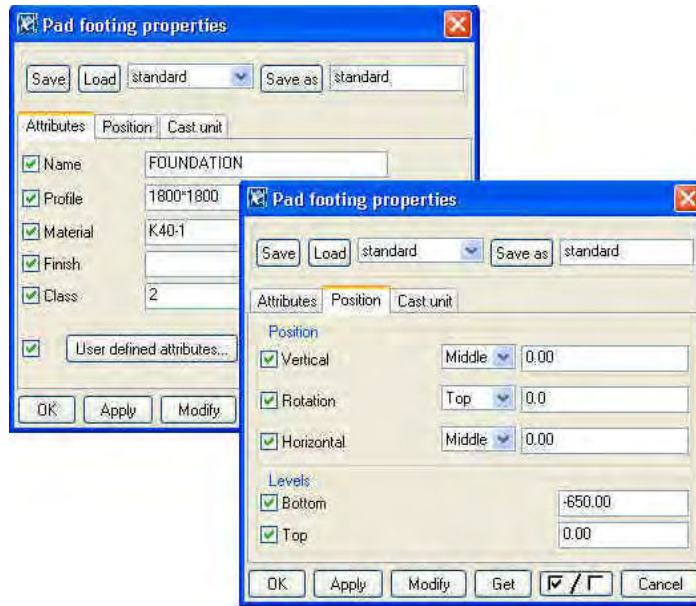 Pad footing properties
Save Load standard Save as standard
Attributes Position Cast unit
Name FOUNDATION
Profile 1800*1800
Material K40-1
Finish
Class 2
User defined attributes...
OK Apply Modify
Pad footing properties
Save Load standard Save as standard
Attributes Position Cast unit
Position
Vertical Middle 0.00
Rotation Top 0.0
Horizontal Middle 0.00
Levels
Bottom -650.00
Top 0.00
OK Apply Modify Get / Cancel